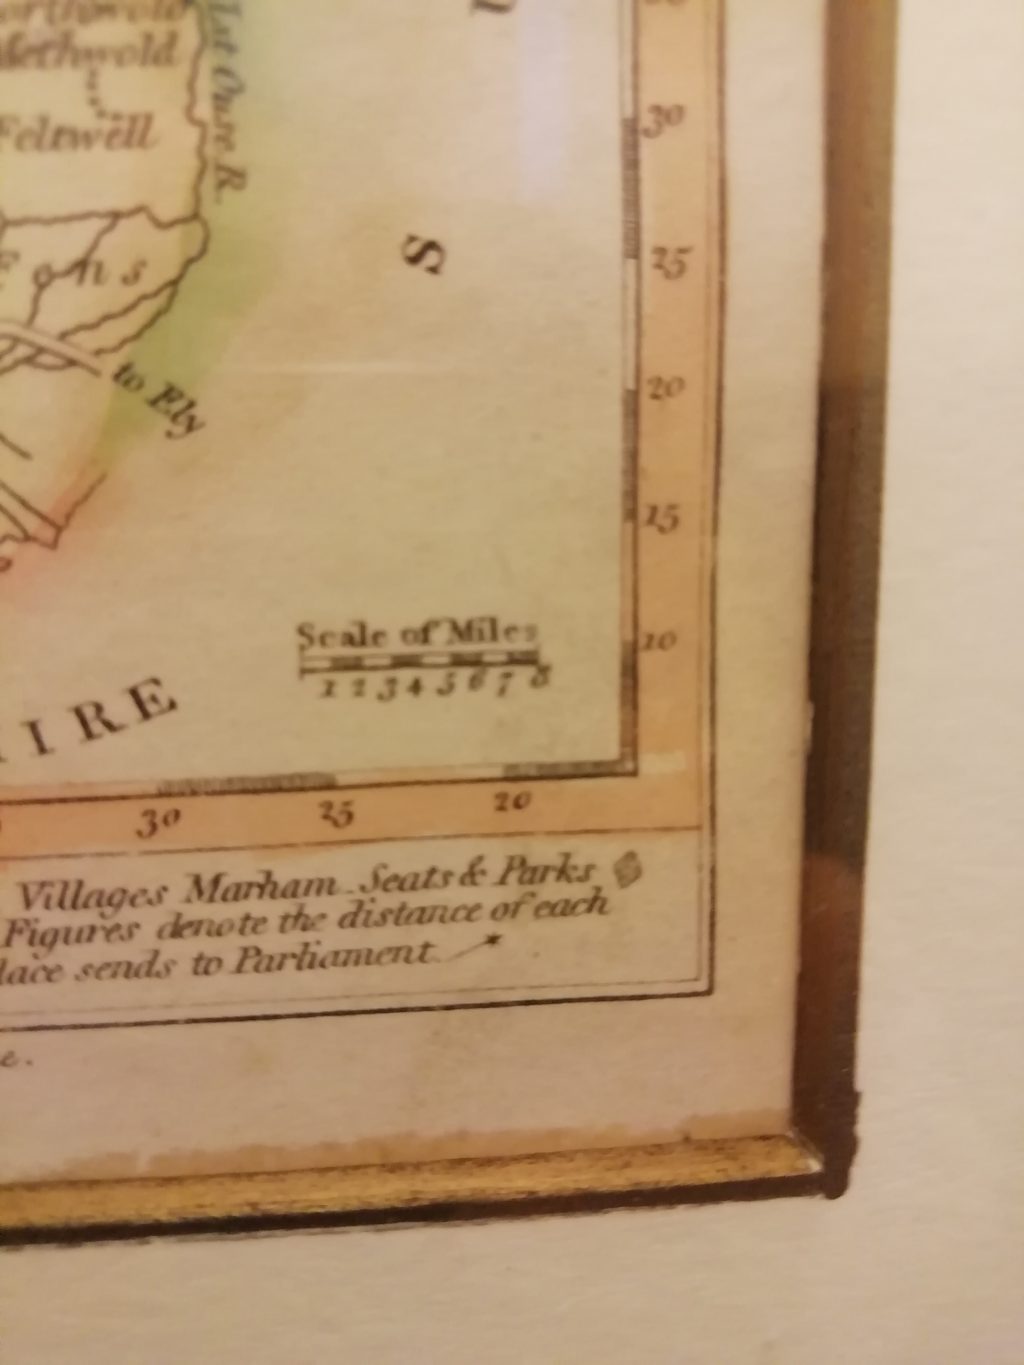 Methwold
Feltwell
Lit Ouse R.
Fens
to Ely
S
IRE
30
25
20
15
10
Scale of Miles
1 2 3 4 5 6 7 8
30 25 20
Villages Marham Seats & Parks
Figures denote the distance of each
lace sends to Parliament.
e.